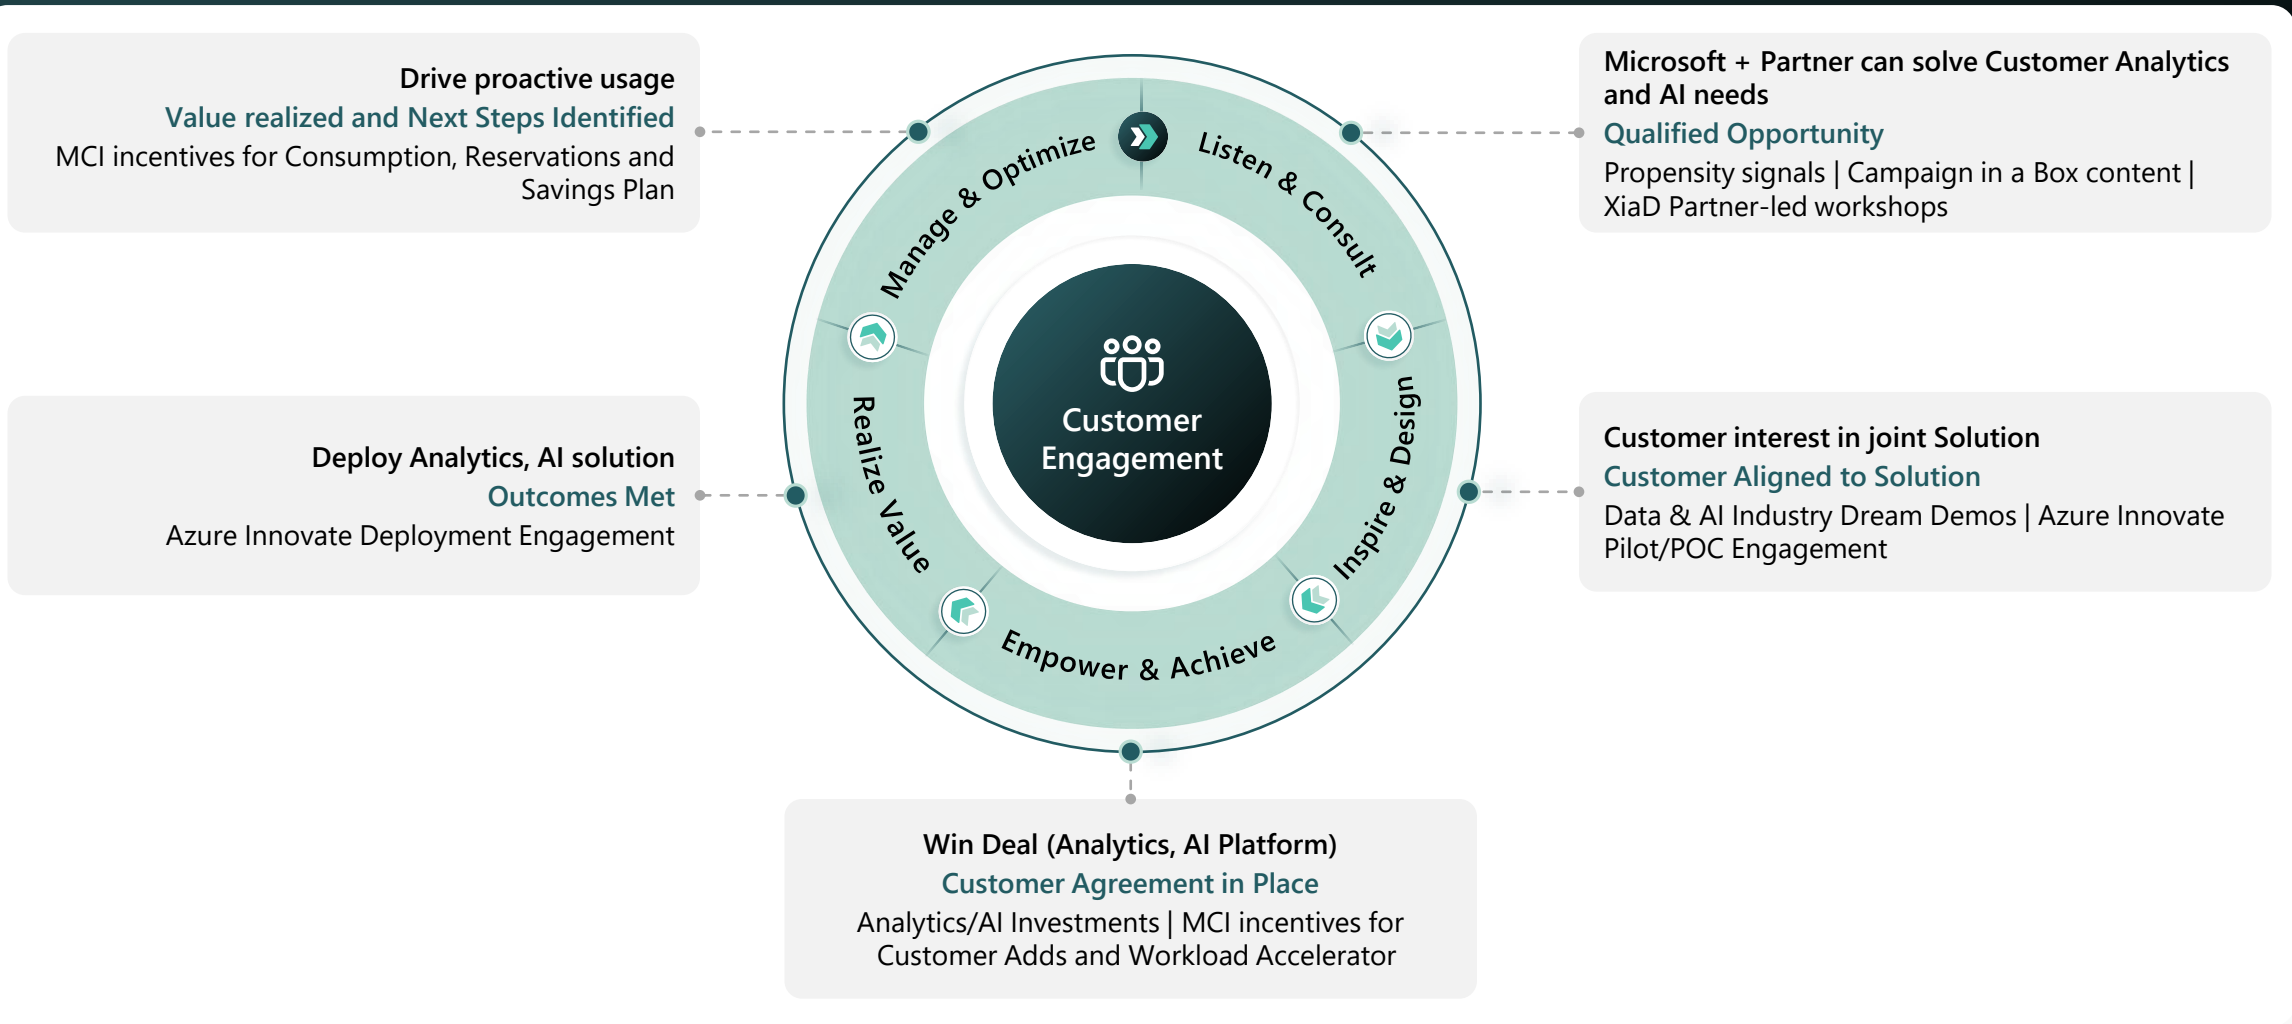 Drive proactive usage
Value realized and Next Steps Identified
MCI incentives for Consumption, Reservations and
Savings Plan
Microsoft + Partner can solve Customer Analytics
and AI needs
Qualified Opportunity
Propensity signals | Campaign in a Box content |
XiaD Partner-led workshops
Manage & Optimize
Listen & Consult
Customer
Engagement
Realize Value
Inspire & Design
Empower & Achieve
Deploy Analytics, AI solution
Outcomes Met
Azure Innovate Deployment Engagement
Customer interest in joint Solution
Customer Aligned to Solution
Data & AI Industry Dream Demos | Azure Innovate
Pilot/POC Engagement
Win Deal (Analytics, AI Platform)
Customer Agreement in Place
Analytics/AI Investments | MCI incentives for
Customer Adds and Workload Accelerator